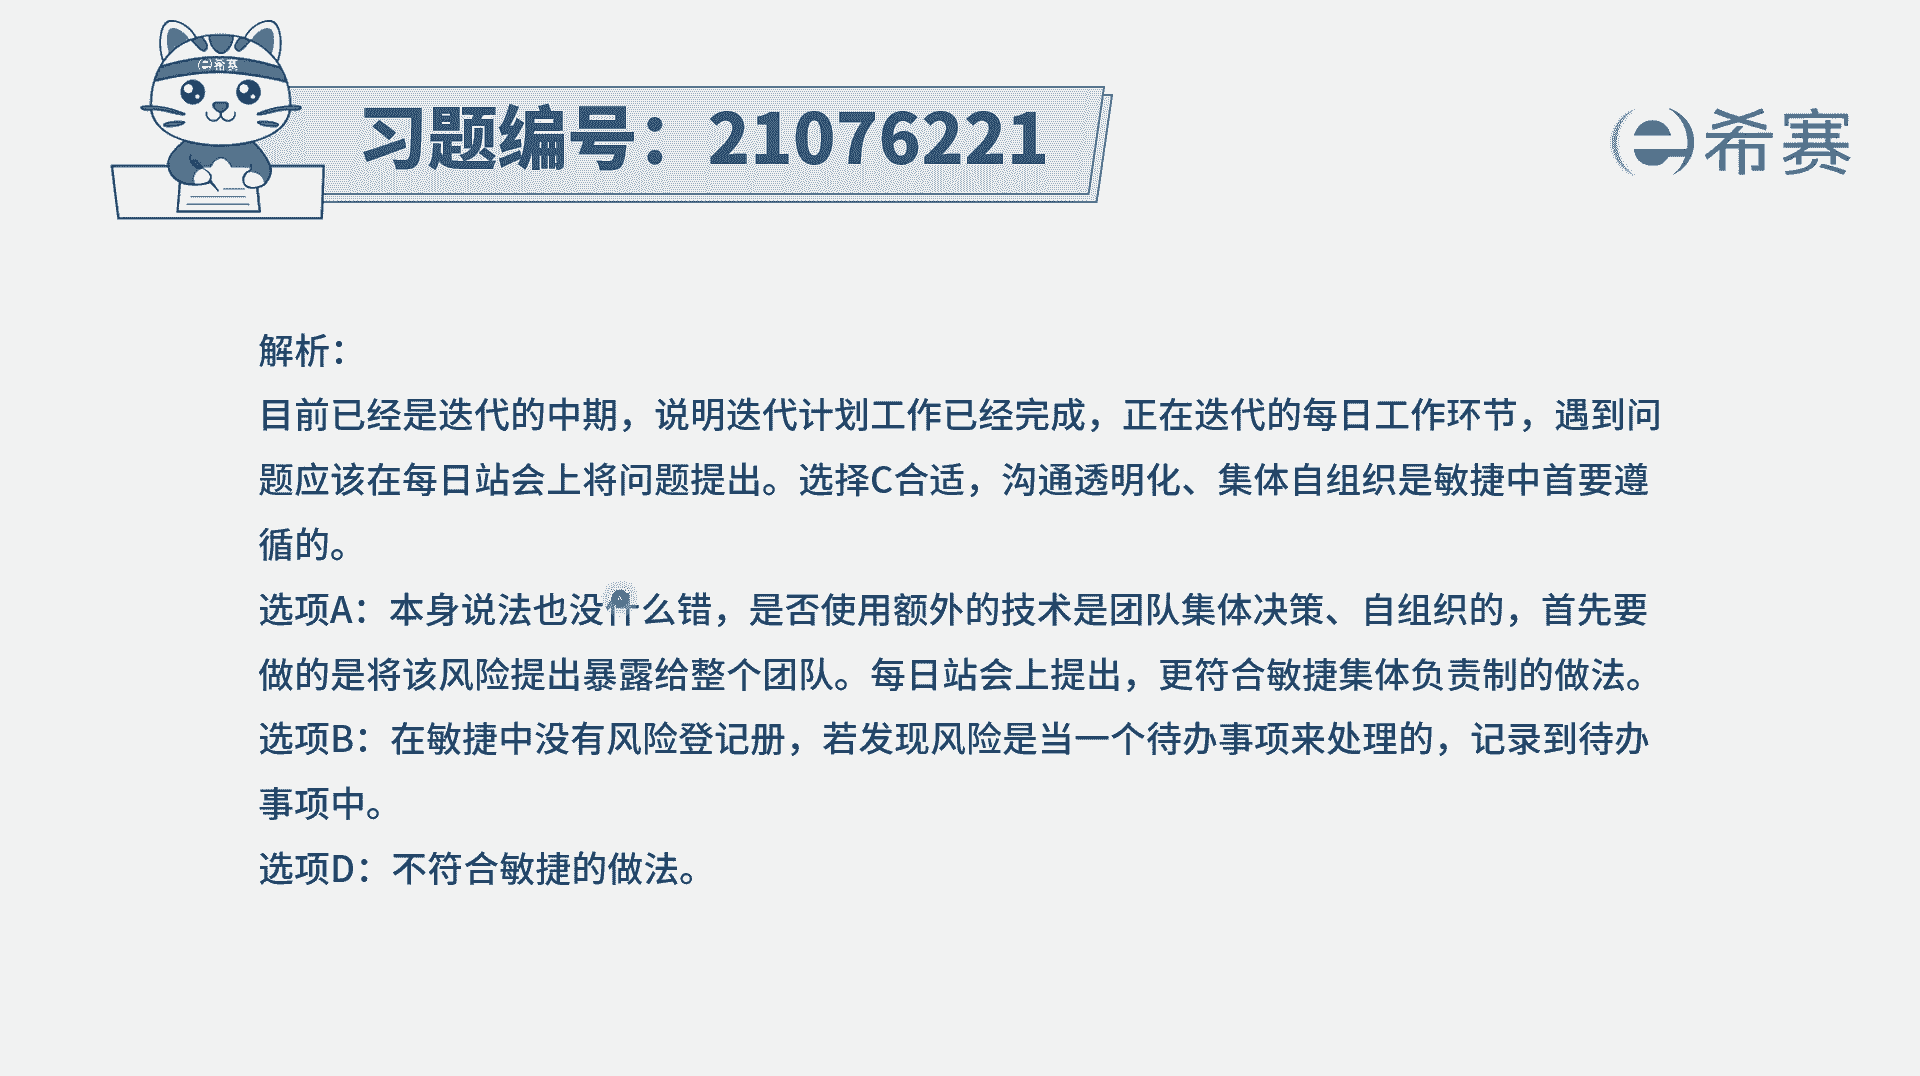 希赛
习题编号：21076221
希赛
解析：
目前已经是迭代的中期，说明迭代计划工作已经完成，正在迭代的每日工作环节，遇到问
题应该在每日站会上将问题提出。选择C合适，沟通透明化、集体自组织是敏捷中首要遵
循的。
选项A：本身说法也没什么错，是否使用额外的技术是团队集体决策、自组织的，首先要
做的是将该风险提出暴露给整个团队。每日站会上提出，更符合敏捷集体负责制的做法。
选项B：在敏捷中没有风险登记册，若发现风险是当一个待办事项来处理的，记录到待办
事项中。
选项D：不符合敏捷的做法。